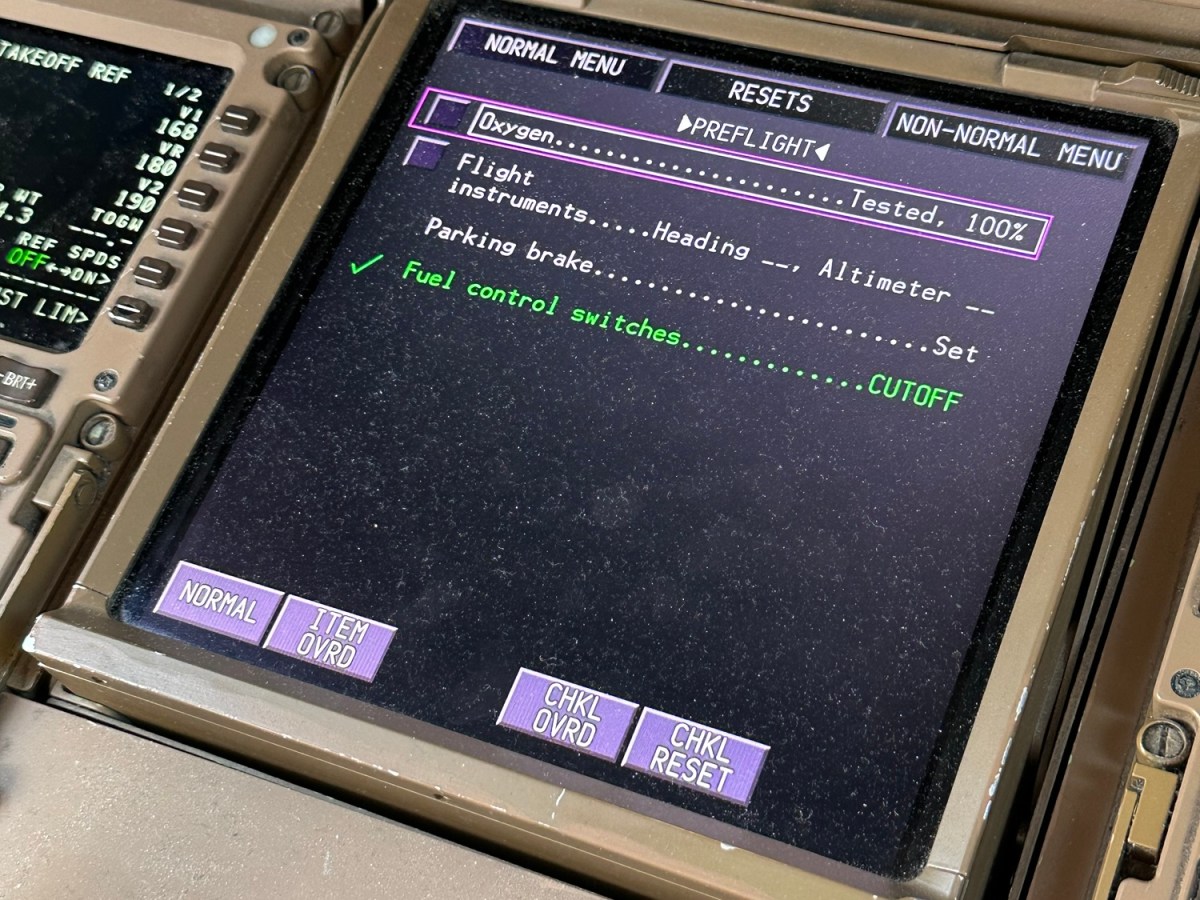 TAKEOFF REF
1/2
V1
168
VR
180
WT
V2
4.3
190
TOGW
---.-
REF SPDS
OFF↔ON>
ST LIM>
-BRT+
NORMAL MENU
RESETS
NON-NORMAL MENU
▶PREFLIGHT◀
Oxygen..........................Tested, 100%
Flight
instruments.....Heading __, Altimeter __
Parking brake.........................Set
✓ Fuel control switches.............CUTOFF
NORMAL
ITEM
OVRD
CHKL
OVRD
CHKL
RESET